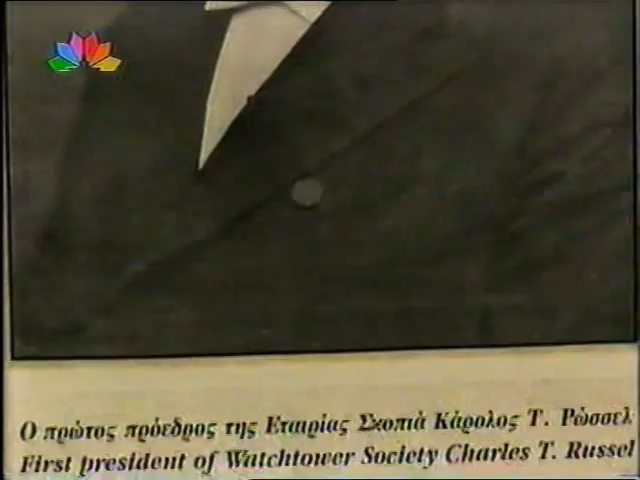 Ο πρώτος πρόεδρος της Εταιρίας Σκοπιά Κάρολος Τ. Ρώσσελ
First president of Watchtower Society Charles T. Russel